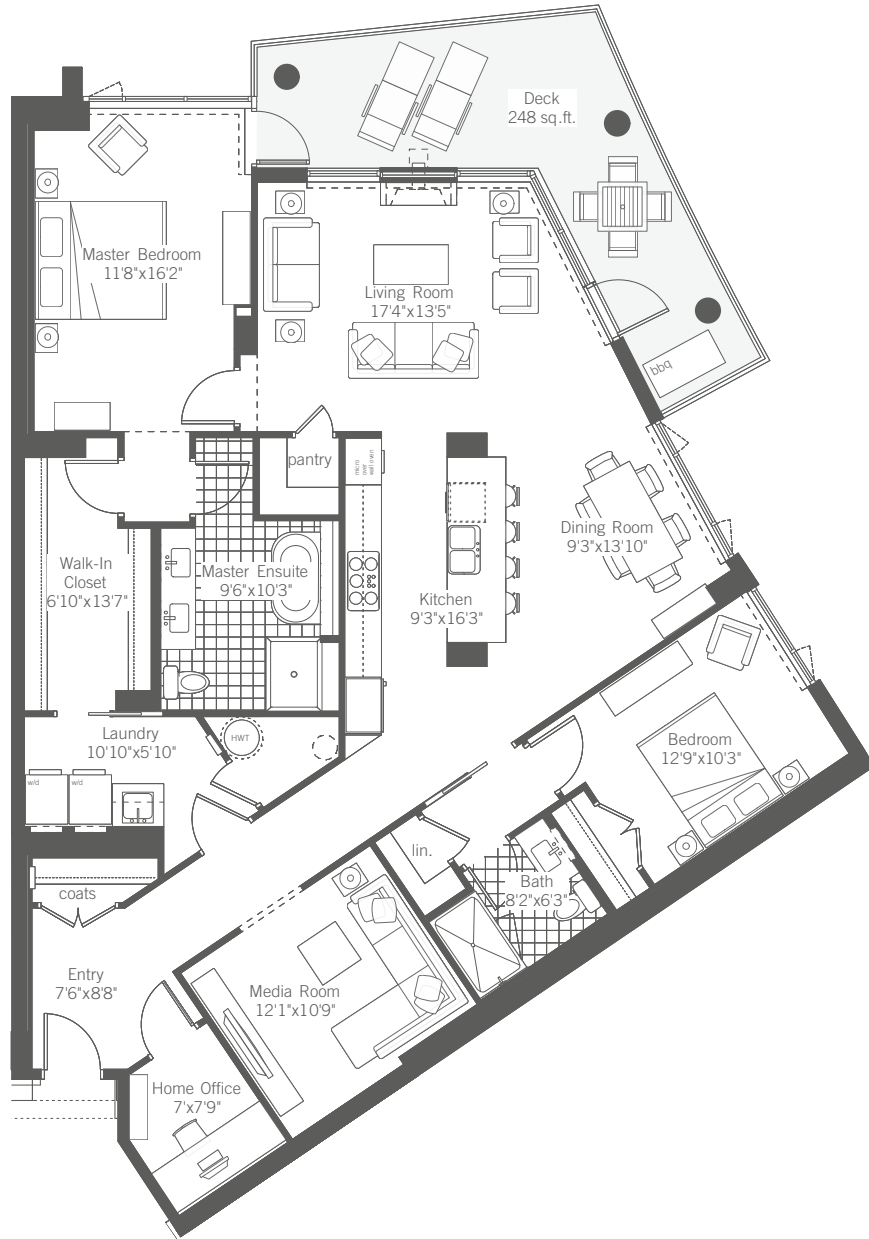 Deck
248 sq.ft.
Master Bedroom
11'8"x16'2"
Living Room
17'4"x13'5"
bbq
pantry
micro
over
wall oven
Dining Room
9'3"x13'10"
Walk-In
Closet
6'10"x13'7"
Master Ensuite
9'6"x10'3"
Kitchen
9'3"x16'3"
Laundry
10'10"x5'10"
HWT
Bedroom
12'9"x10'3"
w/d
w/d
lin.
Bath
8'2"x6'3"
coats
Entry
7'6"x8'8"
Media Room
12'1"x10'9"
Home Office
7'x7'9"